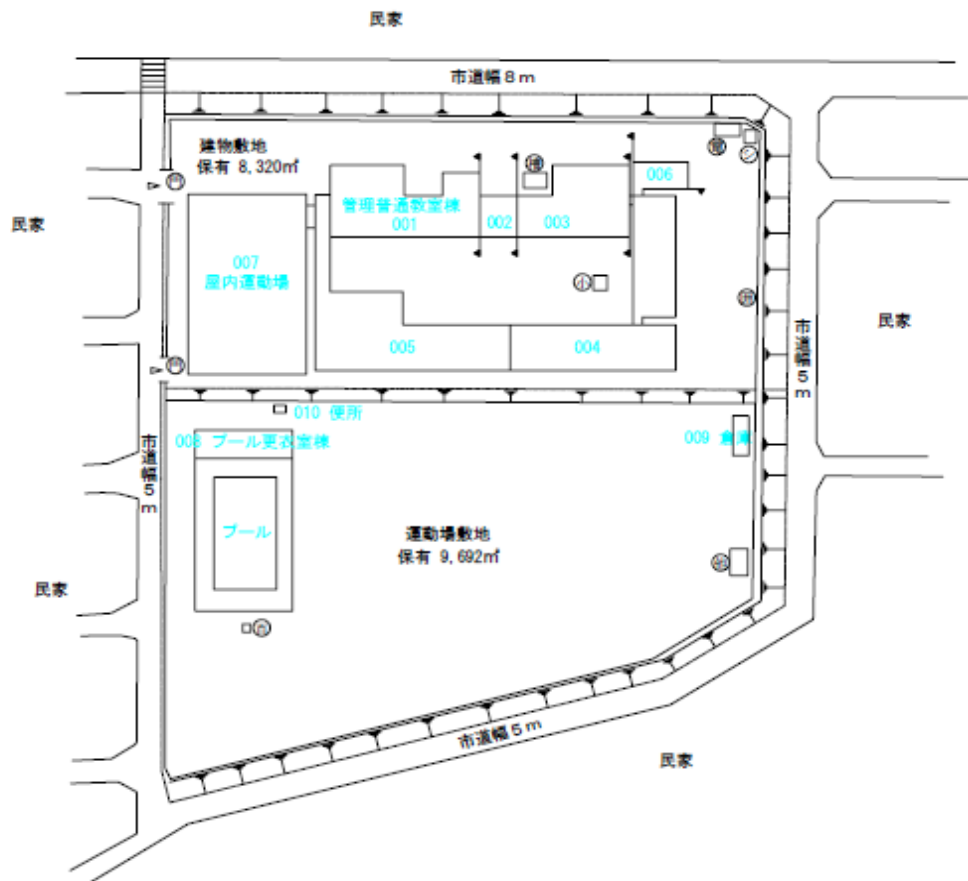 民家
市道幅8m
建物敷地
保有 8,320㎡
門
006
管理普通教室棟
001
002
003
民家
007
屋内運動場
小
民家
市道幅5m
005
004
門
010 便所
008 プール更衣室棟
009 倉庫
市道幅5m
プール
運動場敷地
保有 9,692㎡
民家
市道幅5m
民家